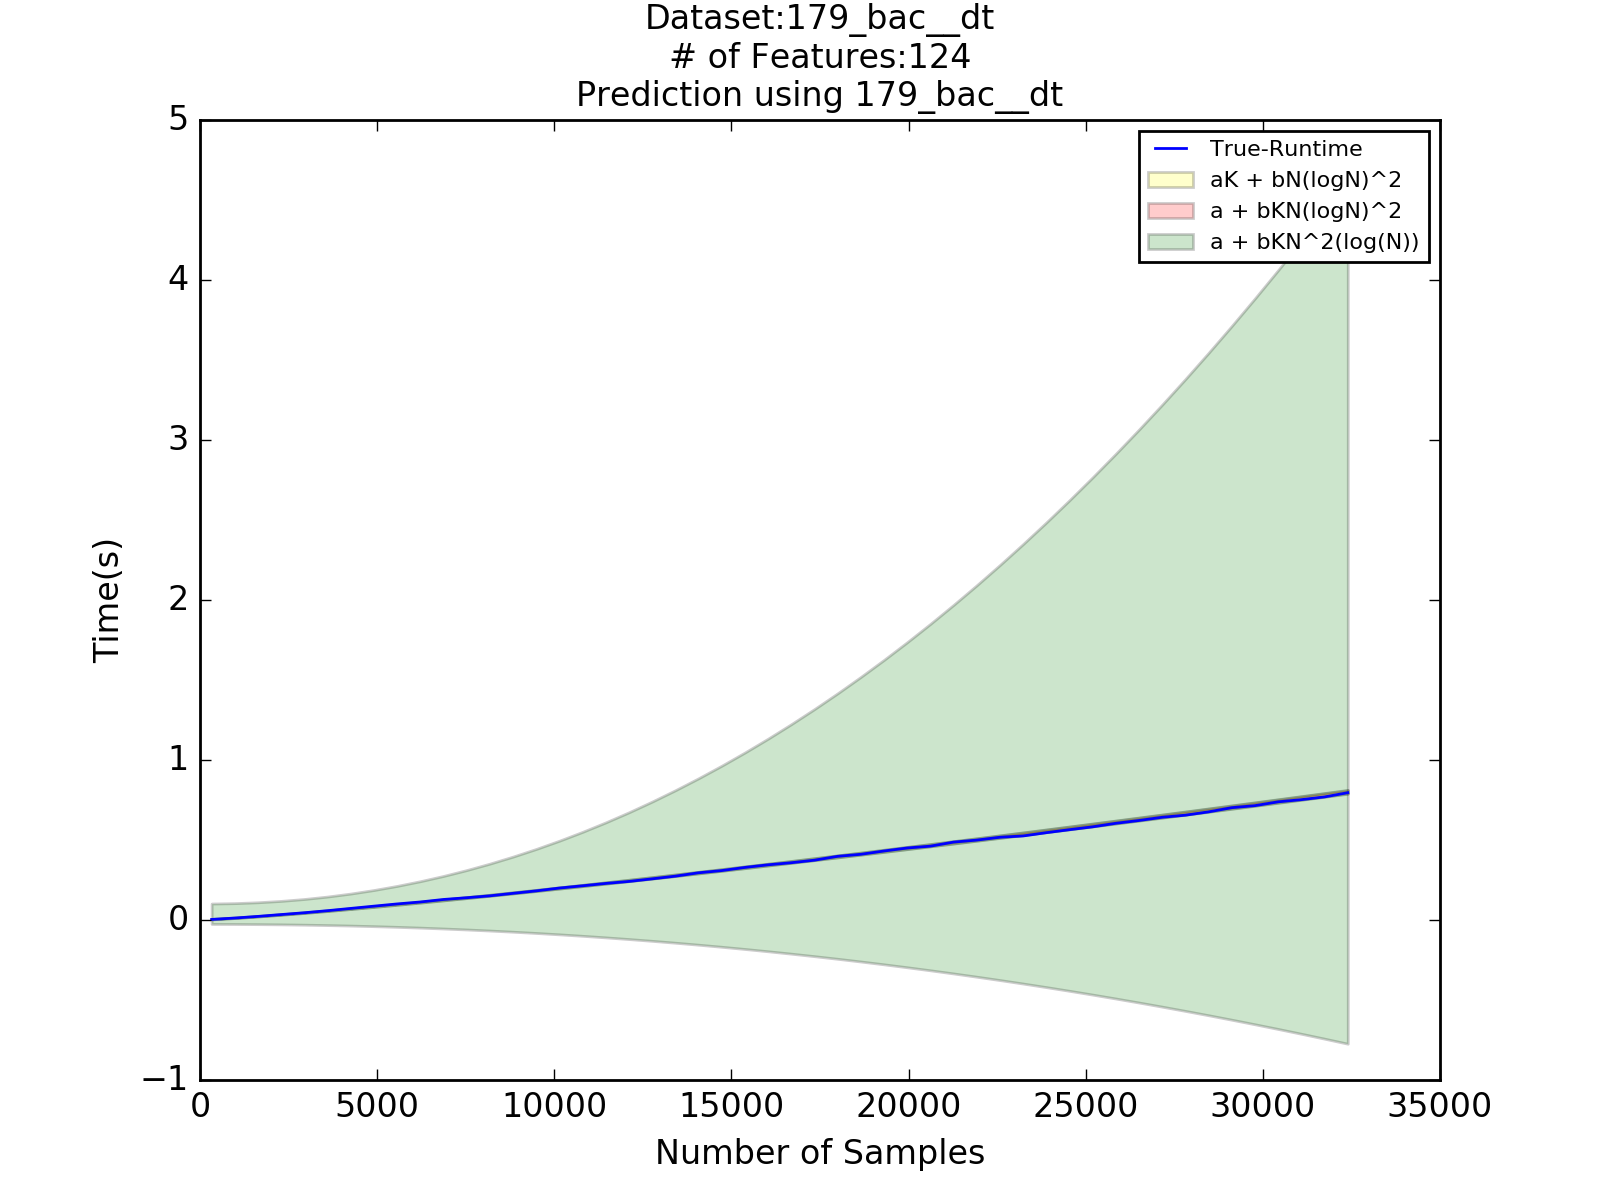 Dataset:179_bac__dt
# of Features:124
Prediction using 179_bac__dt
5
4
3
2
1
0
−1
Time(s)
True-Runtime
aK + bN(logN)^2
a + bKN(logN)^2
a + bKN^2(log(N))
0 5000 10000 15000 20000 25000 30000 35000
Number of Samples